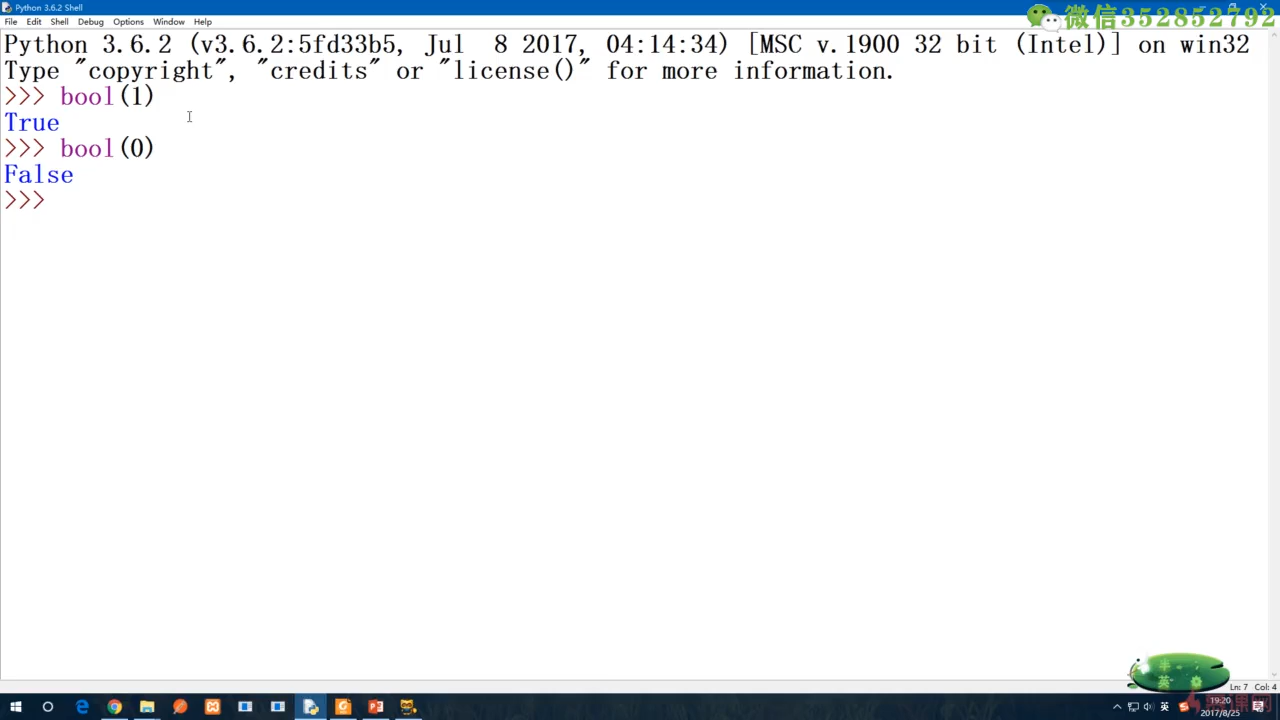 Python 3.6.2 Shell
File Edit Shell Debug Options Window Help
微信352852792
Python 3.6.2 (v3.6.2:5fd33b5, Jul  8 2017, 04:14:34) [MSC v.1900 32 bit (Intel)] on win32
Type "copyright", "credits" or "license()" for more information.
>>> bool(1)
True
>>> bool(0)
False
>>>
半
英
Ln: 7 Col: 4
英
19:20
2017/8/25